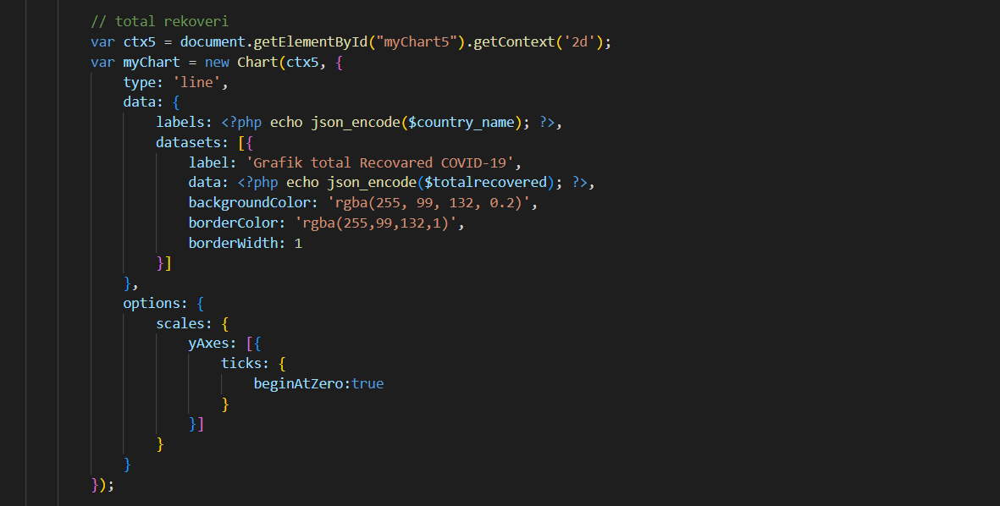 // total rekoveri
var ctx5 = document.getElementById("myChart5").getContext('2d');
var myChart = new Chart(ctx5, {
    type: 'line',
    data: {
        labels: <?php echo json_encode($country_name); ?>,
        datasets: [{
            label: 'Grafik total Recovared COVID-19',
            data: <?php echo json_encode($totalrecovered); ?>,
            backgroundColor: 'rgba(255, 99, 132, 0.2)',
            borderColor: 'rgba(255,99,132,1)',
            borderWidth: 1
        }]
    },
    options: {
        scales: {
            yAxes: [{
                ticks: {
                    beginAtZero:true
                }
            }]
        }
    }
});